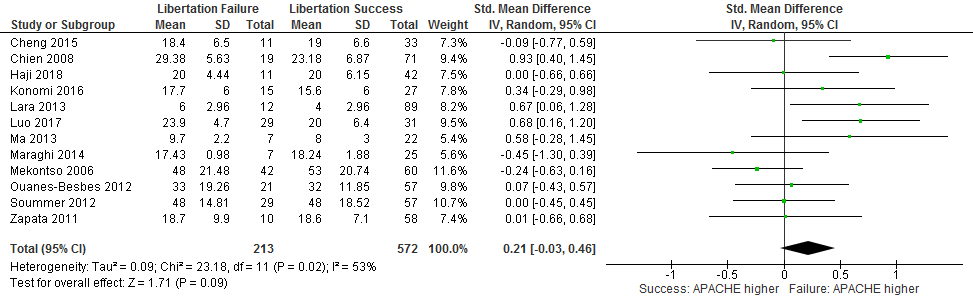 Libertation Failure Libertation Success Std. Mean Difference Std. Mean Difference
Study or Subgroup Mean SD Total Mean SD Total Weight IV, Random, 95% CI IV, Random, 95% CI
Cheng 2015 18.4 6.5 11 19 6.6 33 7.3% -0.09 [-0.77, 0.59]
Chien 2008 29.38 5.63 19 23.18 6.87 71 9.7% 0.93 [0.40, 1.45]
Haji 2018 20 4.44 11 20 6.15 42 7.5% 0.00 [-0.66, 0.66]
Konomi 2016 17.7 6 15 15.6 6 27 7.9% 0.34 [-0.29, 0.98]
Lara 2013 6 2.96 12 4 2.96 89 8.2% 0.67 [0.06, 1.28]
Luo 2017 23.9 4.7 29 20 6.4 31 9.7% 0.68 [0.16, 1.20]
Ma 2013 9.7 2.2 7 8 3 22 5.4% 0.58 [-0.28, 1.45]
Maraghi 2014 17.43 0.98 7 18.24 1.88 25 5.6% -0.45 [-1.30, 0.39]
Mekontso 2006 48 21.48 42 53 20.74 60 11.6% -0.24 [-0.63, 0.16]
Ouanes-Besbes 2012 33 19.26 21 32 11.85 57 9.9% 0.07 [-0.43, 0.57]
Soummer 2012 48 14.81 29 48 18.52 57 10.7% 0.00 [-0.45, 0.45]
Zapata 2011 18.7 9.9 10 18.6 7.1 58 7.4% 0.01 [-0.66, 0.68]
Total (95% CI) 213 572 100.0% 0.21 [-0.03, 0.46]
Heterogeneity: Tau² = 0.09; Chi² = 23.18, df = 11 (P = 0.02); I² = 53%
Test for overall effect: Z = 1.71 (P = 0.09)
-1 -0.5 0 0.5 1
Success: APACHE higher Failure: APACHE higher